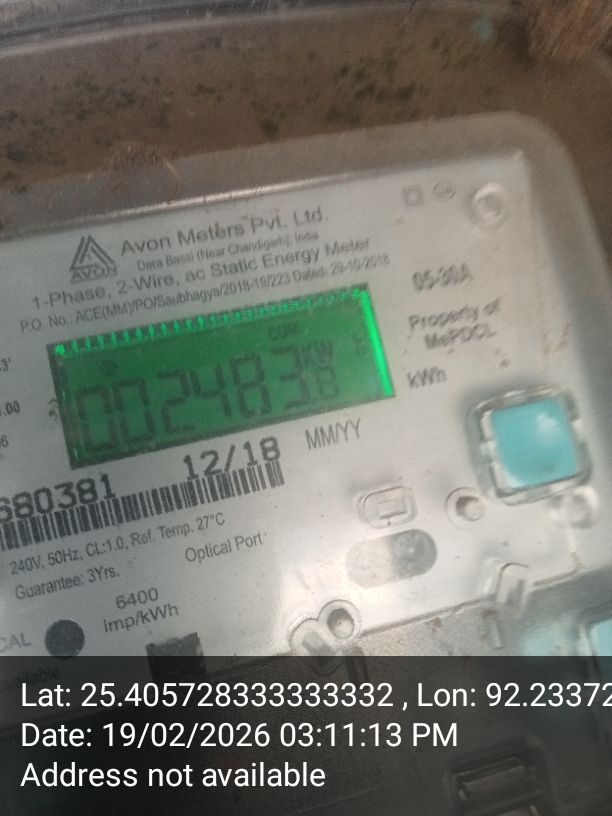 Avon Meters Pvt. Ltd.
Dera Bassi (Near Chandigarh), India
AVON
1-Phase, 2-Wire, ac Static Energy Meter
P.O. No.: ACE(MM)/PO/Saubhagya/2018-19/223 Dated: 29-10-2018
05-30A
Property of
MePDCL
CUM
KW h
002483.8
kWh
680381
12/18
MM/YY
240V, 50Hz, CL:1.0, Ref. Temp. 27°C
Guarantee: 3Yrs.
Optical Port
6400
imp/kWh
CAL
Lat: 25.405728333333332 , Lon: 92.23372
Date: 19/02/2026 03:11:13 PM
Address not available